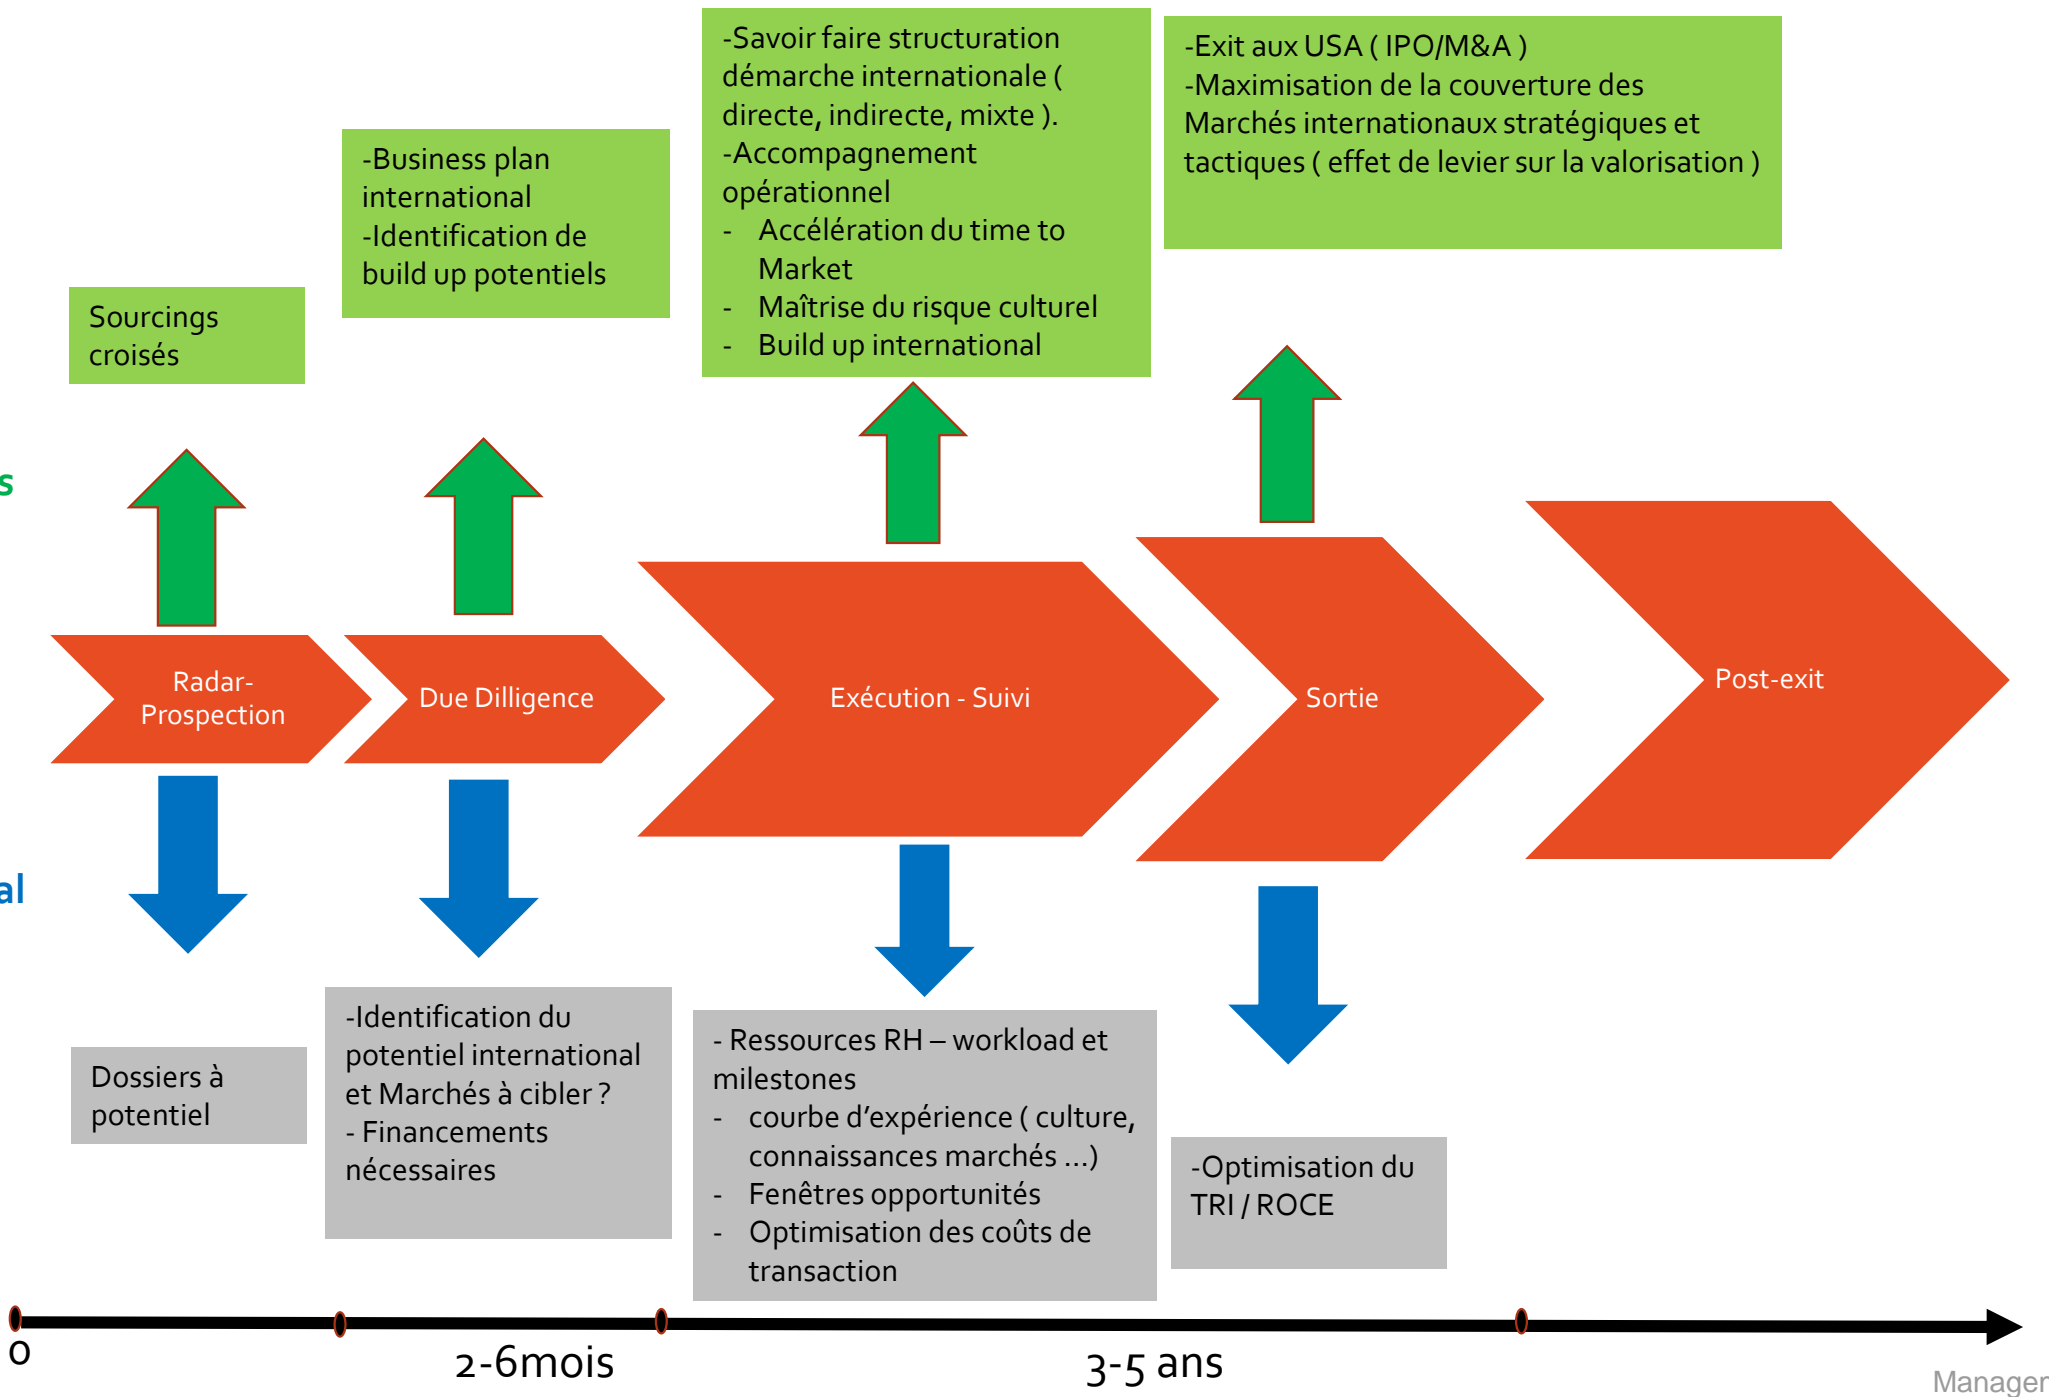 -Savoir faire structuration
démarche internationale (
directe, indirecte, mixte ).
-Accompagnement
opérationnel
- Accélération du time to
Market
- Maîtrise du risque culturel
- Build up international
-Exit aux USA ( IPO/M&A )
-Maximisation de la couverture des
Marchés internationaux stratégiques et
tactiques ( effet de levier sur la valorisation )
-Business plan
international
-Identification de
build up potentiels
Sourcings
croisés
s
Radar-
Prospection
Due Dilligence
Exécution - Suivi
Sortie
Post-exit
al
Dossiers à
potentiel
-Identification du
potentiel international
et Marchés à cibler ?
- Financements
nécessaires
- Ressources RH – workload et
milestones
- courbe d’expérience ( culture,
connaissances marchés …)
- Fenêtres opportunités
- Optimisation des coûts de
transaction
-Optimisation du
TRI / ROCE
0
2-6mois
3-5 ans
Manager